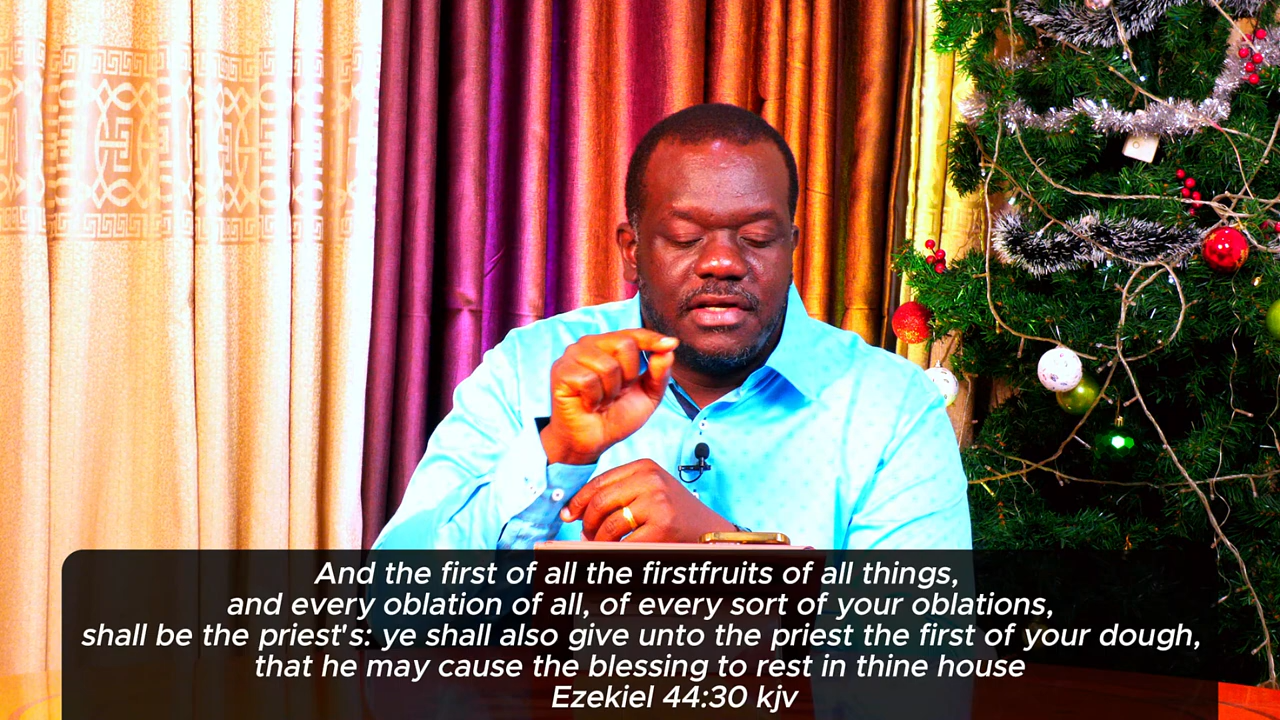 And the first of all the firstfruits of all things,
and every oblation of all, of every sort of your oblations,
shall be the priest's: ye shall also give unto the priest the first of your dough,
that he may cause the blessing to rest in thine house
Ezekiel 44:30 kjv